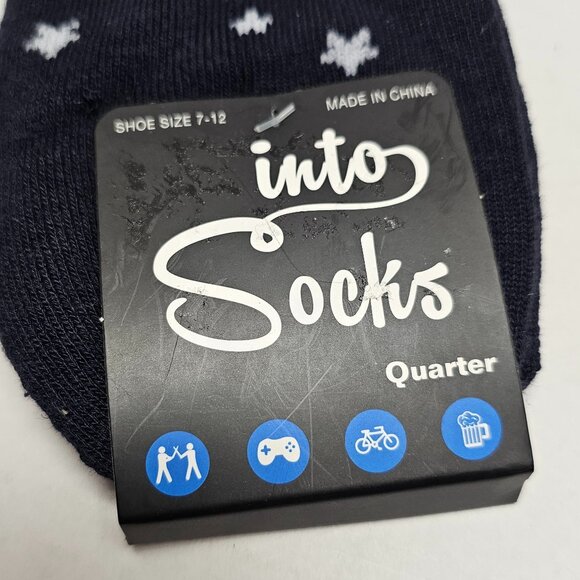 SHOE SIZE 7-12
MADE IN CHINA
into
Socks
Quarter